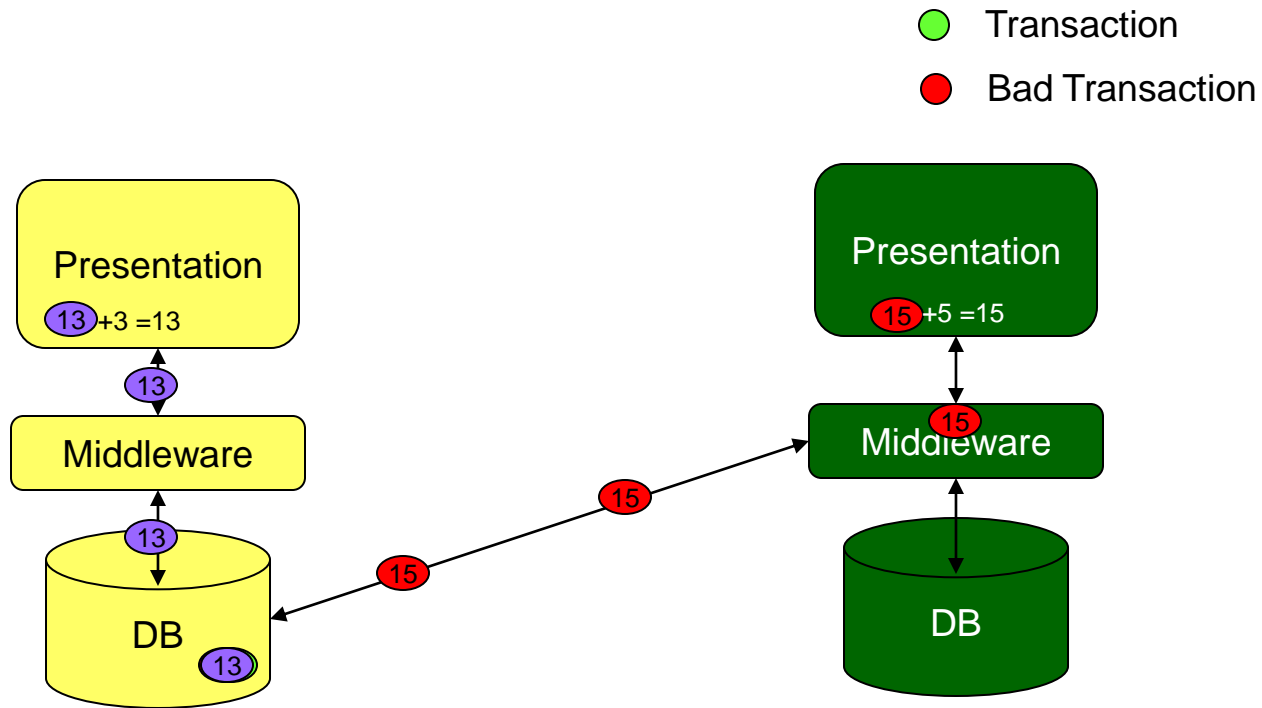 Transaction
Bad Transaction
Presentation
13 +3 =13
13
Middleware
13
DB
13
15
15
Presentation
15 +5 =15
15
Middleware
DB